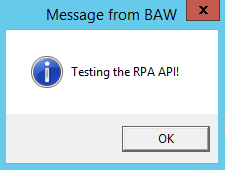 Message from BAW
x
Testing the RPA API!
OK